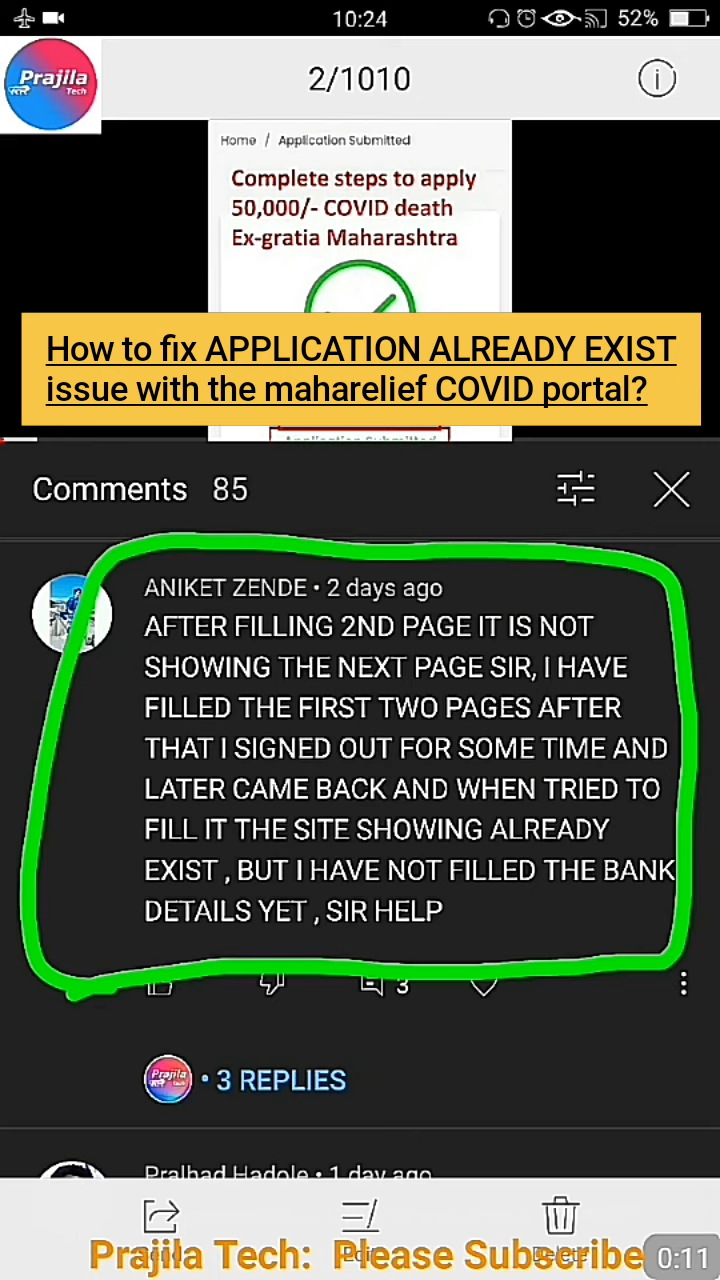 10:24
52%
Prajila
Tech
2/1010
Home / Application Submitted
Complete steps to apply
50,000/- COVID death
Ex-gratia Maharashtra
How to fix APPLICATION ALREADY EXIST
issue with the maharelief COVID portal?
Application Submitted
Comments 85
ANIKET ZENDE • 2 days ago
AFTER FILLING 2ND PAGE IT IS NOT
SHOWING THE NEXT PAGE SIR, I HAVE
FILLED THE FIRST TWO PAGES AFTER
THAT I SIGNED OUT FOR SOME TIME AND
LATER CAME BACK AND WHEN TRIED TO
FILL IT THE SITE SHOWING ALREADY
EXIST , BUT I HAVE NOT FILLED THE BANK
DETAILS YET , SIR HELP
3
Prajila
Tech
• 3 REPLIES
Pralhad Hadole • 1 day ago
Prajila Tech: Please Subscribe
0:11